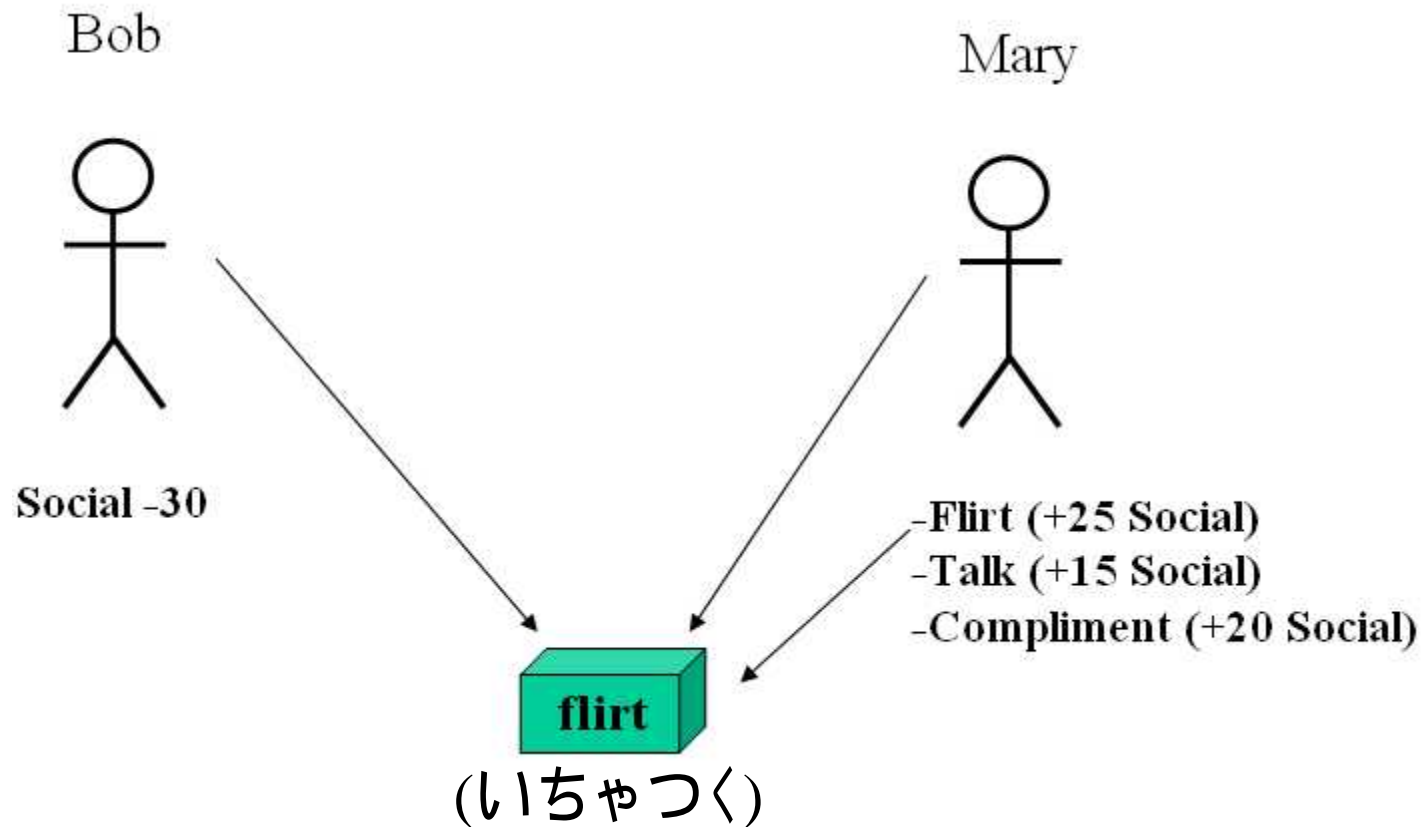 Bob
Mary
Social -30
-Flirt (+25 Social)
-Talk (+15 Social)
-Compliment (+20 Social)
flirt
(いちゃつく)